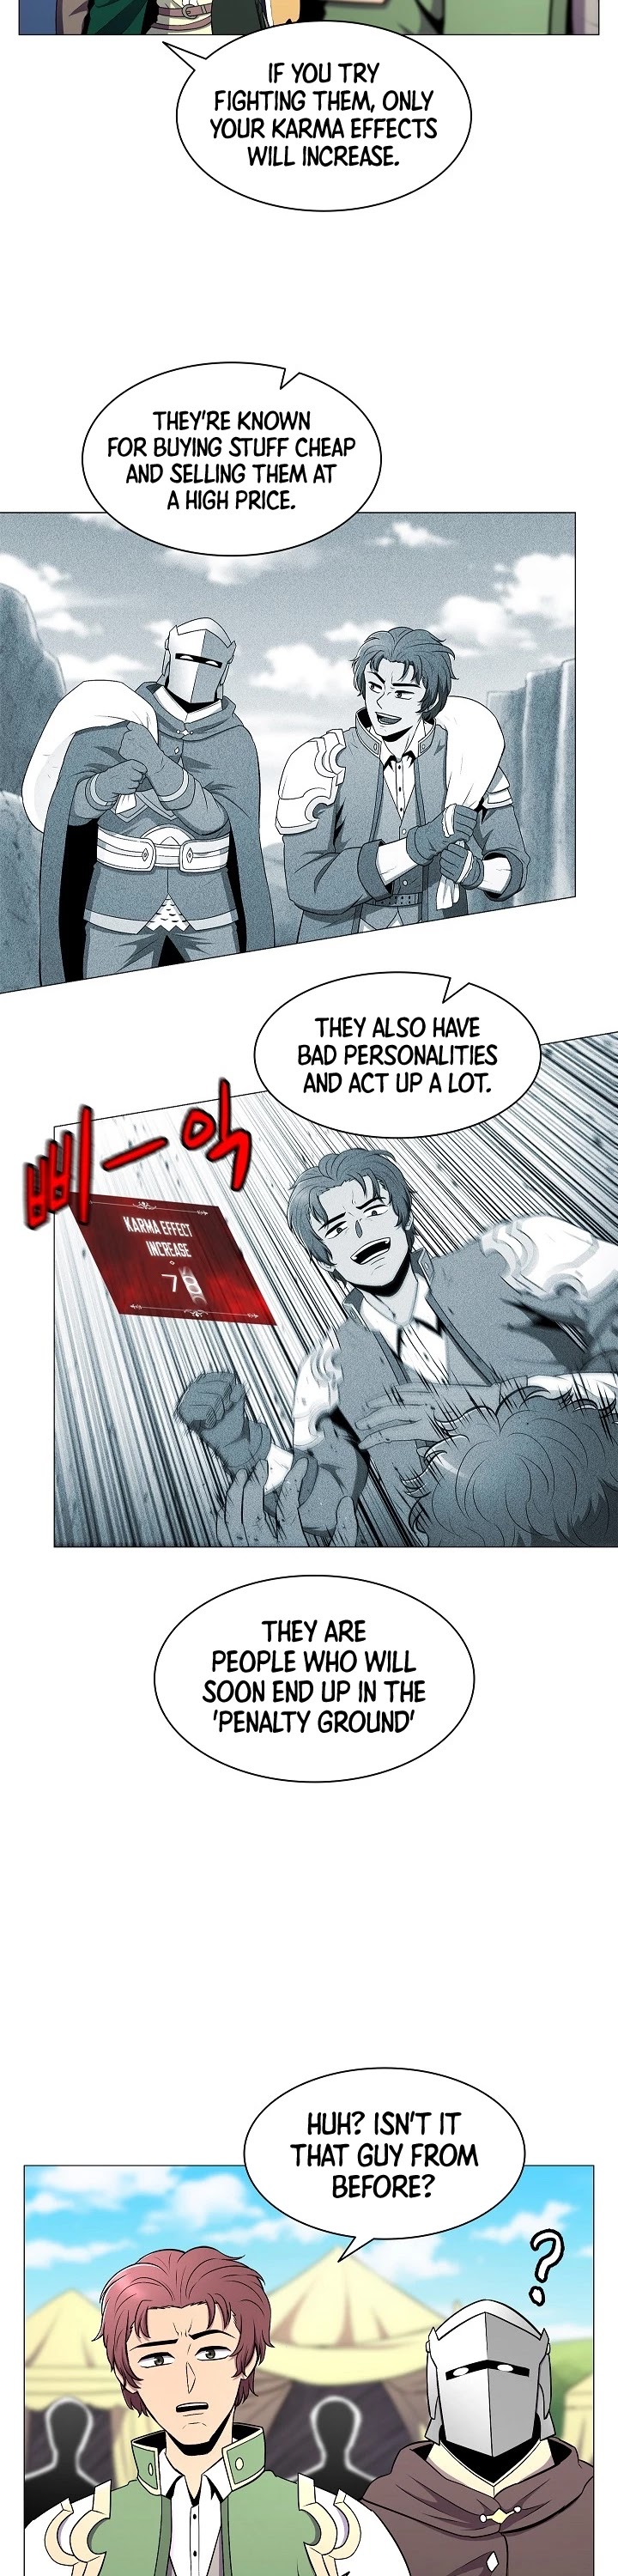 IF YOU TRY
FIGHTING THEM, ONLY
YOUR KARMA EFFECTS
WILL INCREASE.
THEY'RE KNOWN
FOR BUYING STUFF CHEAP
AND SELLING THEM AT
A HIGH PRICE.
THEY ALSO HAVE
BAD PERSONALITIES
AND ACT UP A LOT.
삐ー익
KARMA EFFECT
INCREASE
THEY ARE
PEOPLE WHO WILL
SOON END UP IN THE
'PENALTY GROUND'
HUH? ISN'T IT
THAT GUY FROM
BEFORE?
?